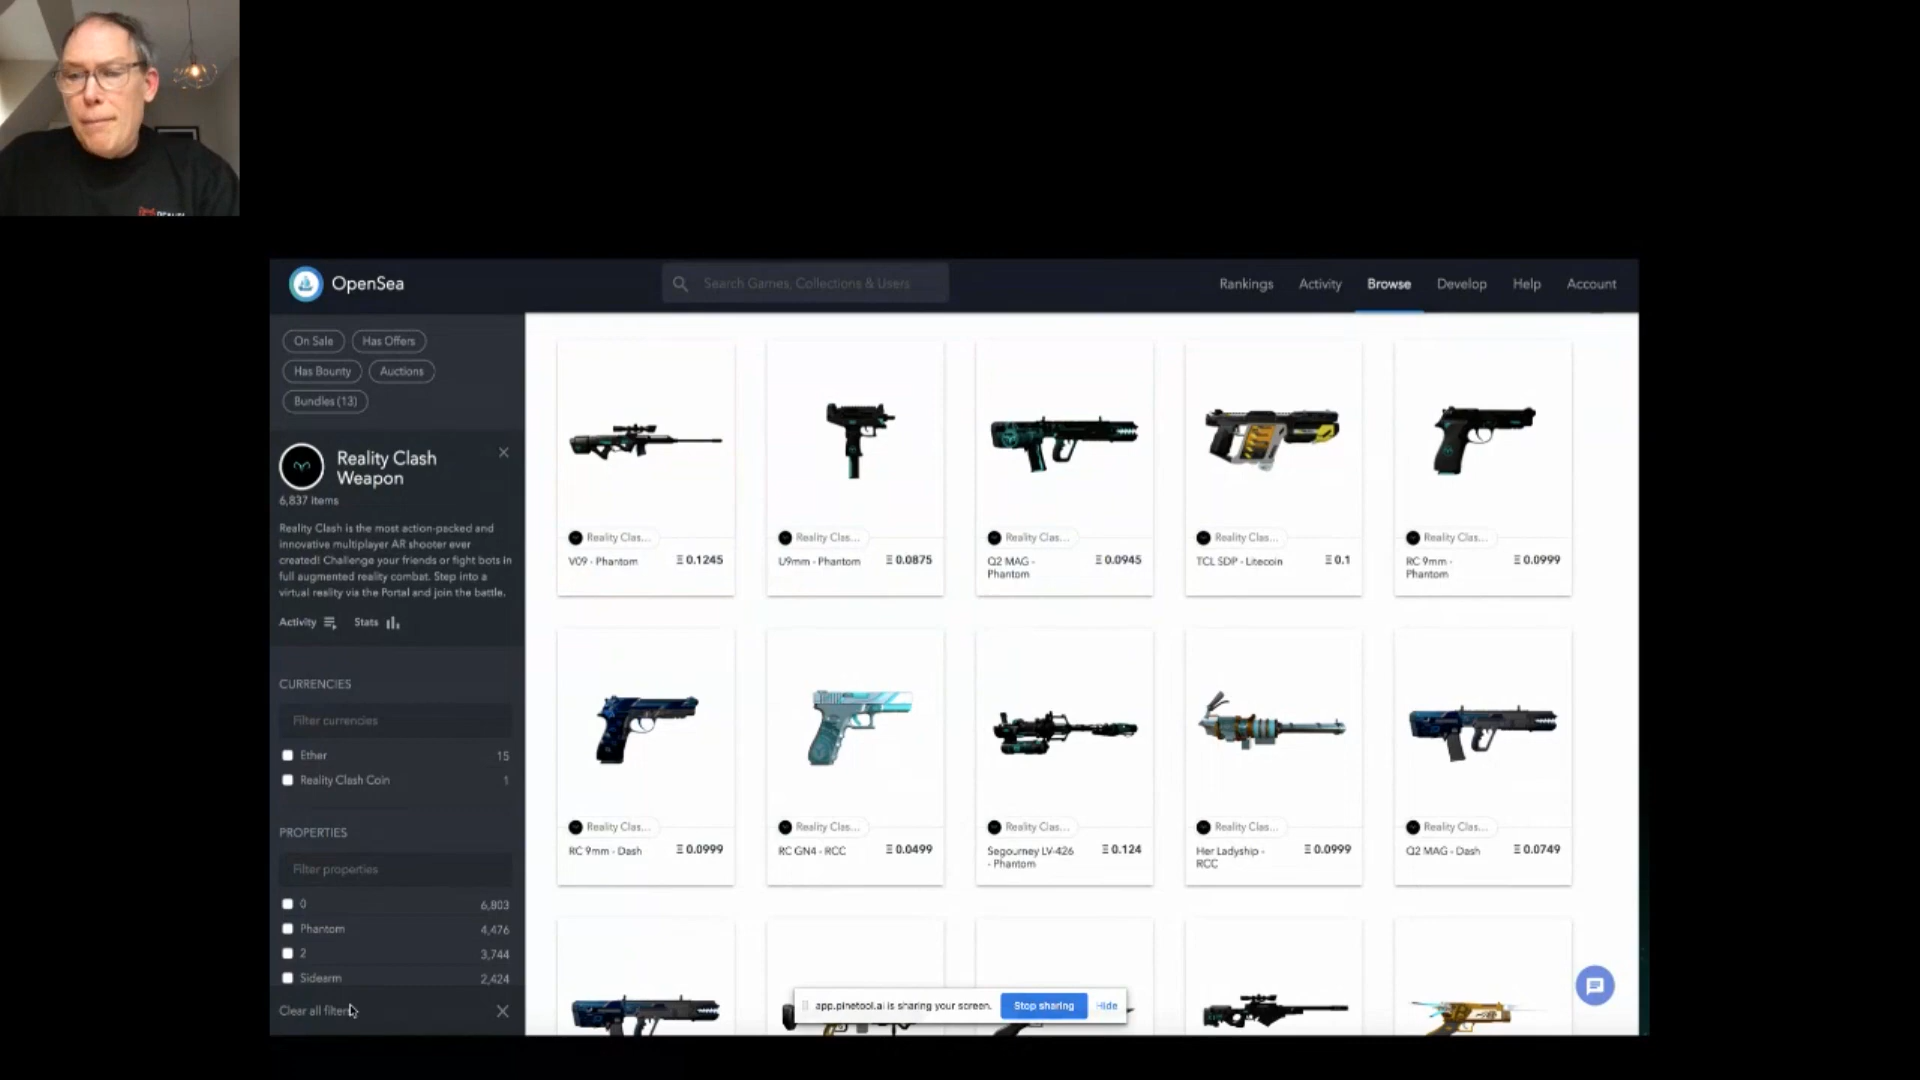 OpenSea
Search Games, Collections & Users
Rankings
Activity
Browse
Develop
Help
Account
On Sale
Has Offers
Has Bounty
Auctions
Bundles (13)
Reality Clash
Weapon
6,837 items
Reality Clash is the most action-packed and
innovative multiplayer AR shooter ever
created! Challenge your friends or fight bots in
full augmented reality combat. Step into a
virtual reality via the Portal and join the battle.
Activity
Stats
CURRENCIES
Filter currencies
Ether 15
Reality Clash Coin 1
PROPERTIES
Filter properties
0 6,803
Phantom 4,476
2 3,744
Sidearm 2,424
Clear all filters
Reality Clas...
V09 - Phantom Ξ 0.1245
Reality Clas...
U9mm - Phantom Ξ 0.0875
Reality Clas...
Q2 MAG - Ξ 0.0945
Phantom
Reality Clas...
TCL SDP - Litecoin Ξ 0.1
Reality Clas...
RC 9mm - Ξ 0.0999
Phantom
Reality Clas...
RC 9mm - Dash Ξ 0.0999
Reality Clas...
RC GN4 - RCC Ξ 0.0499
Reality Clas...
Segourney LV-426 Ξ 0.124
- Phantom
Reality Clas...
Her Ladyship - Ξ 0.0999
RCC
Reality Clas...
Q2 MAG - Dash Ξ 0.0749
app.pinetool.ai is sharing your screen.
Stop sharing
Hide